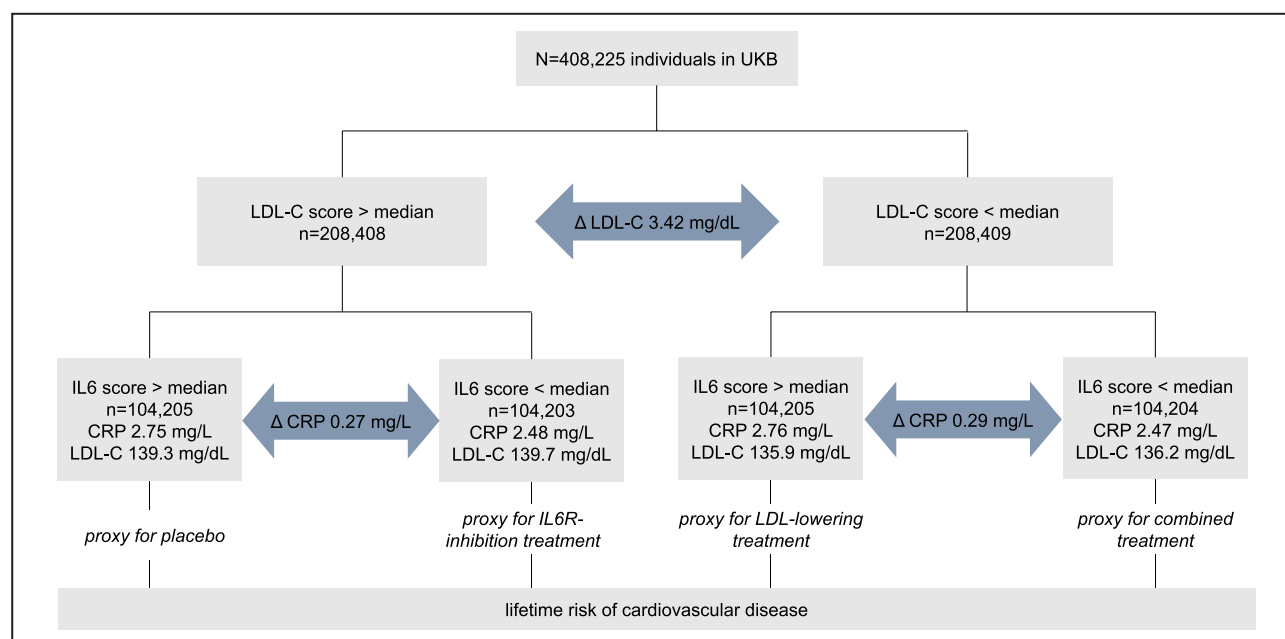 N=408,225 individuals in UKB
LDL-C score > median
n=208,408
Δ LDL-C 3.42 mg/dL
LDL-C score < median
n=208,409
IL6 score > median
n=104,205
CRP 2.75 mg/L
LDL-C 139.3 mg/dL
Δ CRP 0.27 mg/L
IL6 score < median
n=104,203
CRP 2.48 mg/L
LDL-C 139.7 mg/dL
IL6 score > median
n=104,205
CRP 2.76 mg/L
LDL-C 135.9 mg/dL
Δ CRP 0.29 mg/L
IL6 score < median
n=104,204
CRP 2.47 mg/L
LDL-C 136.2 mg/dL
proxy for placebo
proxy for IL6R-
inhibition treatment
proxy for LDL-lowering
treatment
proxy for combined
treatment
lifetime risk of cardiovascular disease